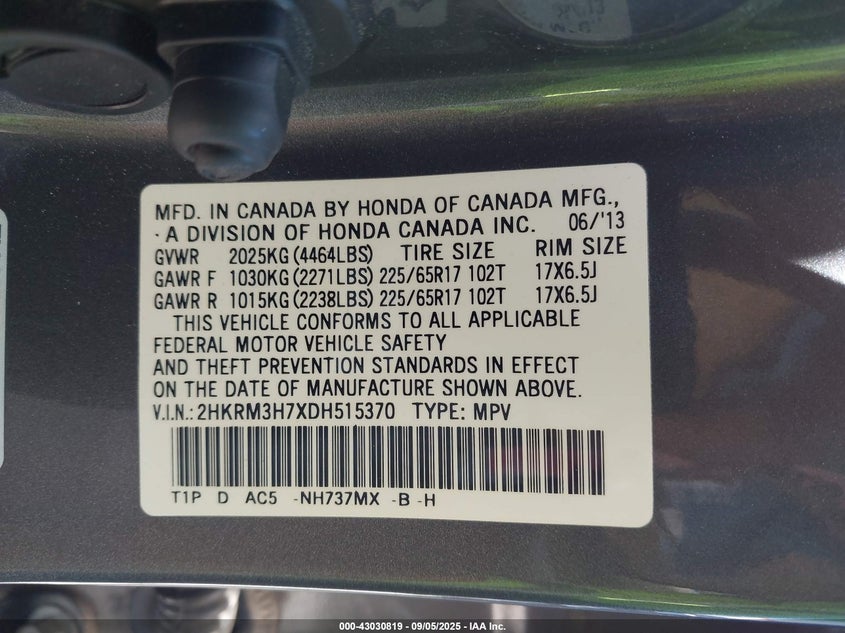 MFD. IN CANADA BY HONDA OF CANADA MFG.,
· A DIVISION OF HONDA CANADA INC. 06/'13
GVWR 2025KG (4464LBS) TIRE SIZE RIM SIZE
GAWR F 1030KG (2271LBS) 225/65R17 102T 17X6.5J
GAWR R 1015KG (2238LBS) 225/65R17 102T 17X6.5J
THIS VEHICLE CONFORMS TO ALL APPLICABLE
FEDERAL MOTOR VEHICLE SAFETY
AND THEFT PREVENTION STANDARDS IN EFFECT
ON THE DATE OF MANUFACTURE SHOWN ABOVE.
V.I.N.: 2HKRM3H7XDH515370 TYPE: MPV
T1P D AC5 -NH737MX -B -H
000-43030819 - 09/05/2025 - IAA Inc.